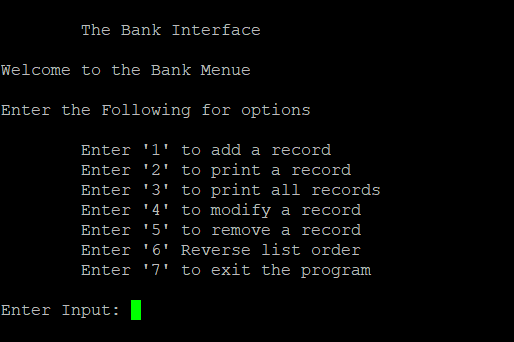 The Bank Interface
Welcome to the Bank Menue
Enter the Following for options
Enter '1' to add a record
Enter '2' to print a record
Enter '3' to print all records
Enter '4' to modify a record
Enter '5' to remove a record
Enter '6' Reverse list order
Enter '7' to exit the program
Enter Input: